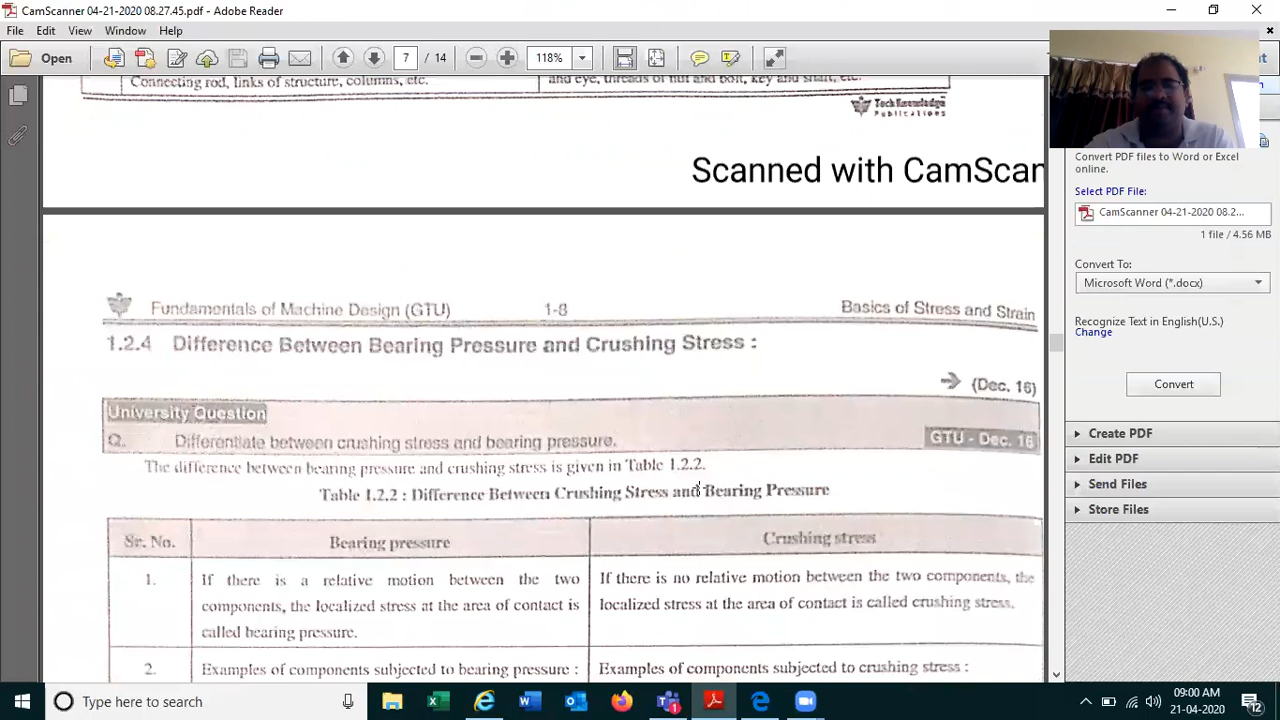 CamScanner 04-21-2020 08.27.45.pdf - Adobe Reader
File Edit View Window Help
Open 7 / 14 118%
Connecting rod, links of structure, columns, etc.
and eye, threads of nut and bolt, key and shaft, etc.
Tech Knowledge
Publications
Scanned with CamScan
Convert PDF files to Word or Excel
online.
Select PDF File:
CamScanner 04-21-2020 08.2...
1 file / 4.56 MB
Convert To:
Microsoft Word (*.docx)
Recognize Text in English(U.S.)
Change
Convert
Create PDF
Edit PDF
Send Files
Store Files
Fundamentals of Machine Design (GTU) 1-8 Basics of Stress and Strain
1.2.4 Difference Between Bearing Pressure and Crushing Stress :
(Dec. 16)
University Question
Q. Differentiate between crushing stress and bearing pressure. GTU - Dec. 16
The difference between bearing pressure and crushing stress is given in Table 1.2.2.
Table 1.2.2 : Difference Between Crushing Stress and Bearing Pressure
Sr. No. Bearing pressure Crushing stress
1. If there is a relative motion between the two
components, the localized stress at the area of contact is
called bearing pressure.
If there is no relative motion between the two components, the
localized stress at the area of contact is called crushing stress.
2. Examples of components subjected to bearing pressure :
Examples of components subjected to crushing stress :
Type here to search
09:00 AM
21-04-2020
12